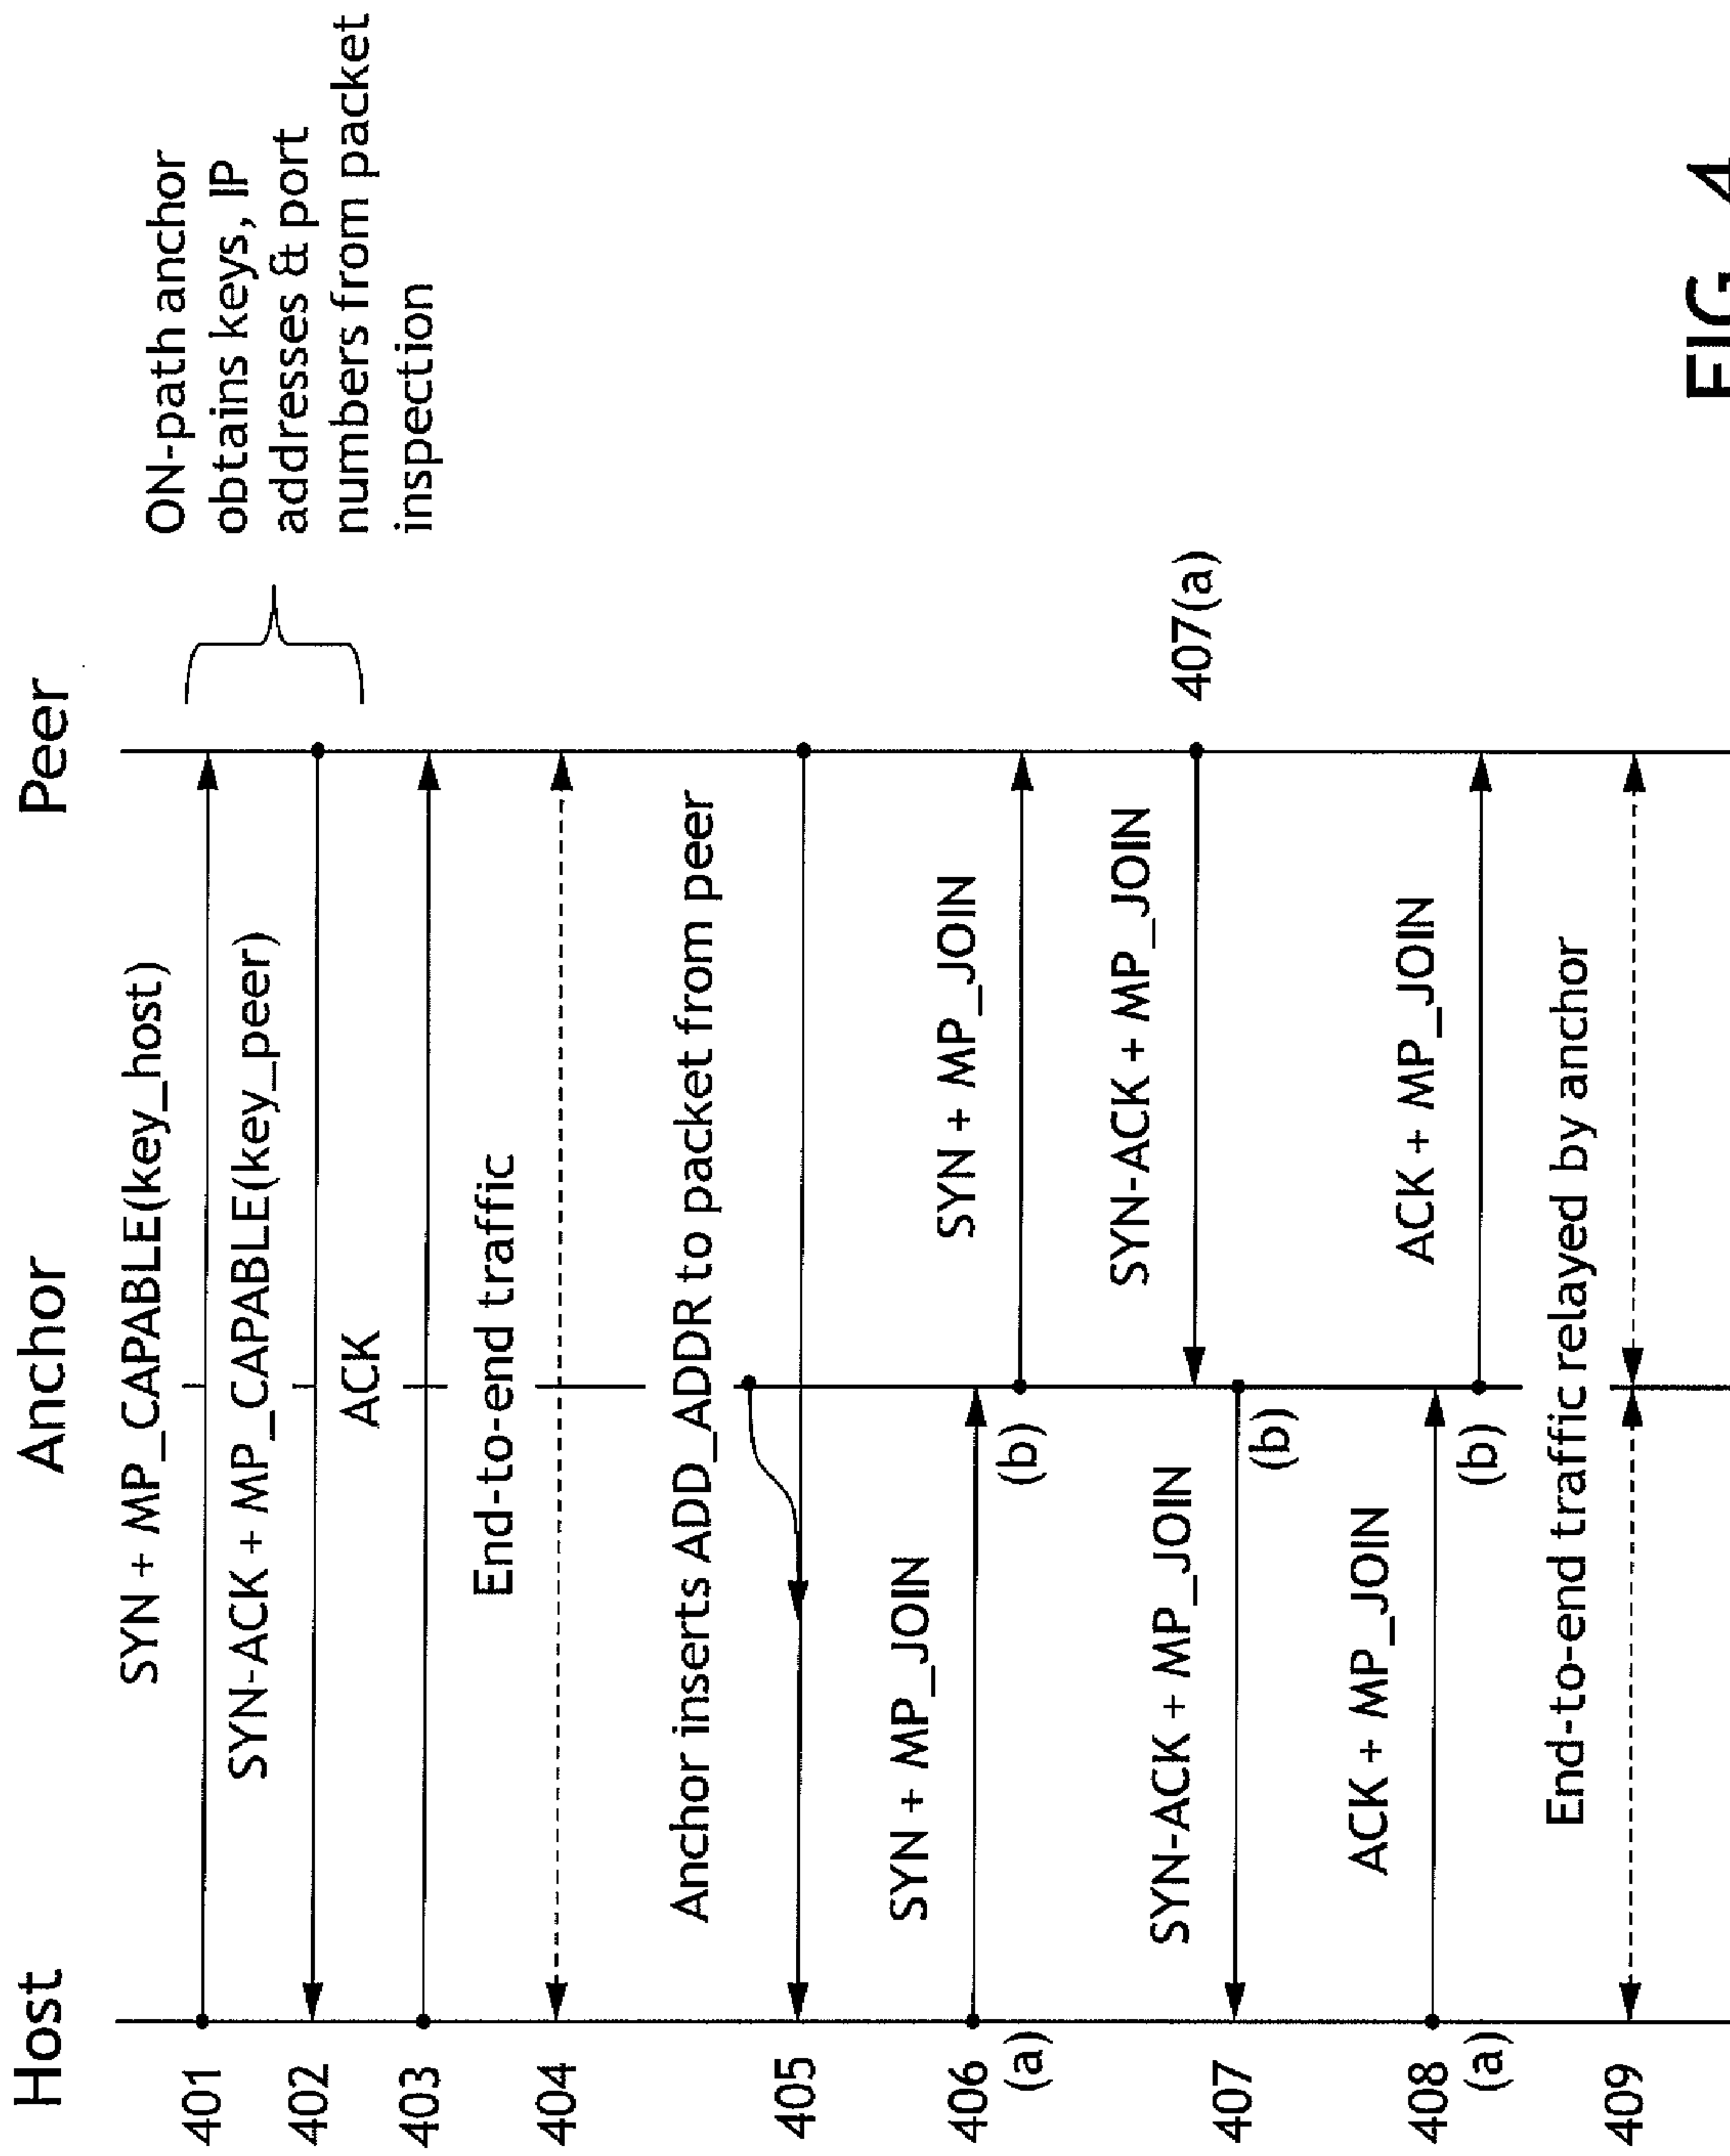 Host
Anchor
Peer
401
SYN + MP_CAPABLE(key_host)
402
SYN-ACK + MP_CAPABLE(key_peer)
403
ACK
ON-path anchor
obtains keys, IP
addresses & port
numbers from packet
inspection
404
End-to-end traffic
405
Anchor inserts ADD_ADDR to packet from peer
406
(a)
SYN + MP_JOIN
(b)
SYN + MP_JOIN
407
SYN-ACK + MP_JOIN
(b)
SYN-ACK + MP_JOIN
407(a)
408
(a)
ACK + MP_JOIN
(b)
ACK + MP_JOIN
409
End-to-end trafffic relayed by anchor
FIG. 4